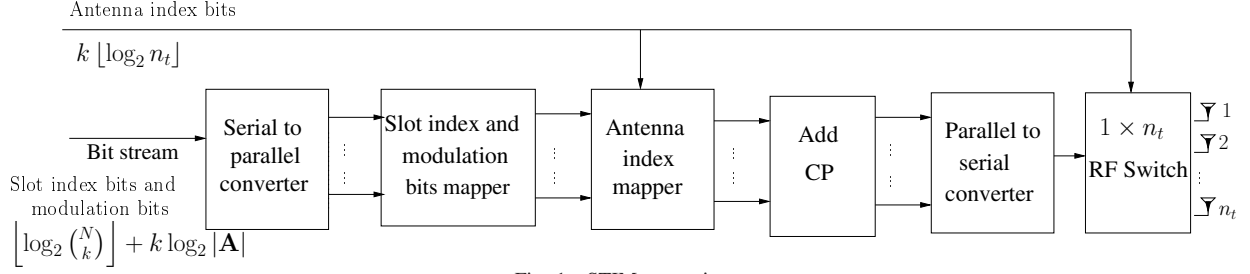 Antenna index bits
k ⌊log₂ nₜ⌋
Bit stream
Slot index bits and
modulation bits
⌊log₂ (N k)⌋ + k log₂ |A|
Serial to
parallel
converter
Slot index and
modulation
bits mapper
Antenna
index
mapper
Add
CP
Parallel to
serial
converter
1 × nₜ
RF Switch
1
2
nₜ